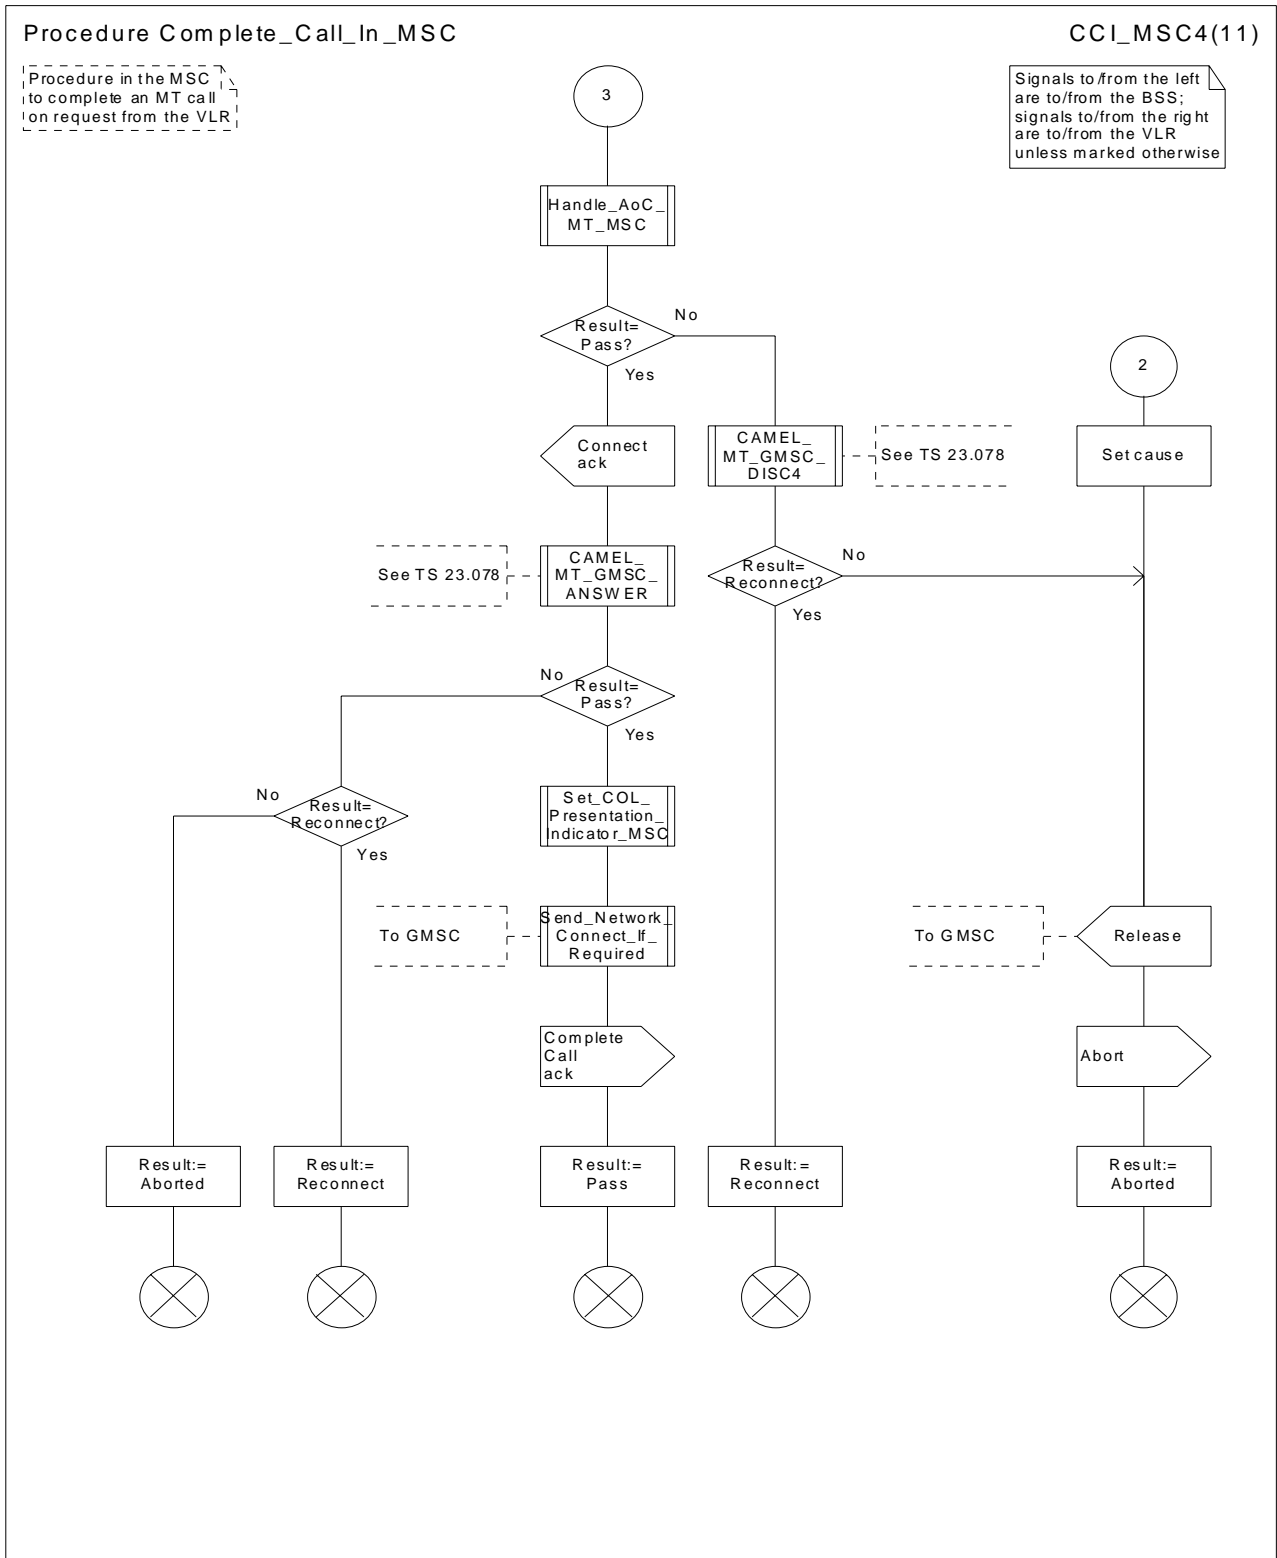 Procedure Complete_Call_In_MSC
CCI_MSC4(11)
Procedure in the MSC
to complete an MT call
on request from the VLR
Signals to/from the left
are to/from the BSS;
signals to/from the right
are to/from the VLR
unless marked otherwise
3
Handle_AoC_
MT_MSC
Result=
Pass?
No
Yes
2
Connect
ack
CAMEL_
MT_GMSC_
DISC4
See TS 23.078
Set cause
See TS 23.078
CAMEL_
MT_GMSC_
ANSWER
Result=
Reconnect?
No
Yes
No
Result=
Pass?
Yes
No
Result=
Reconnect?
Yes
Set_COL_
Presentation_
Indicator_MSC
To GMSC
Send_Network_
Connect_If_
Required
To GMSC
Release
Complete
Call
ack
Abort
Result:=
Aborted
Result:=
Reconnect
Result:=
Pass
Result:=
Reconnect
Result:=
Aborted